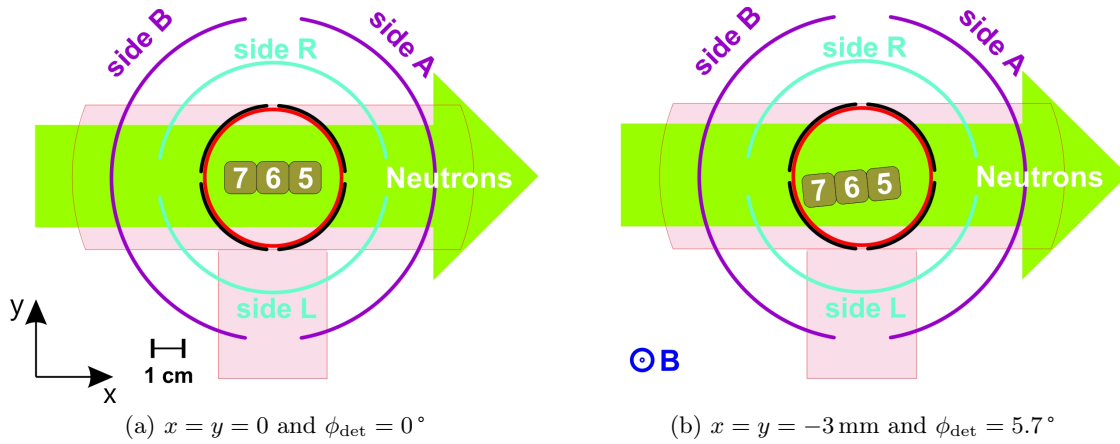 side B
side A
side R
7 6 5
Neutrons
side L
y
x
1 cm
(a) x = y = 0 and ϕdet = 0°
side B
side A
side R
7 6 5
Neutrons
side L
B
(b) x = y = −3 mm and ϕdet = 5.7°